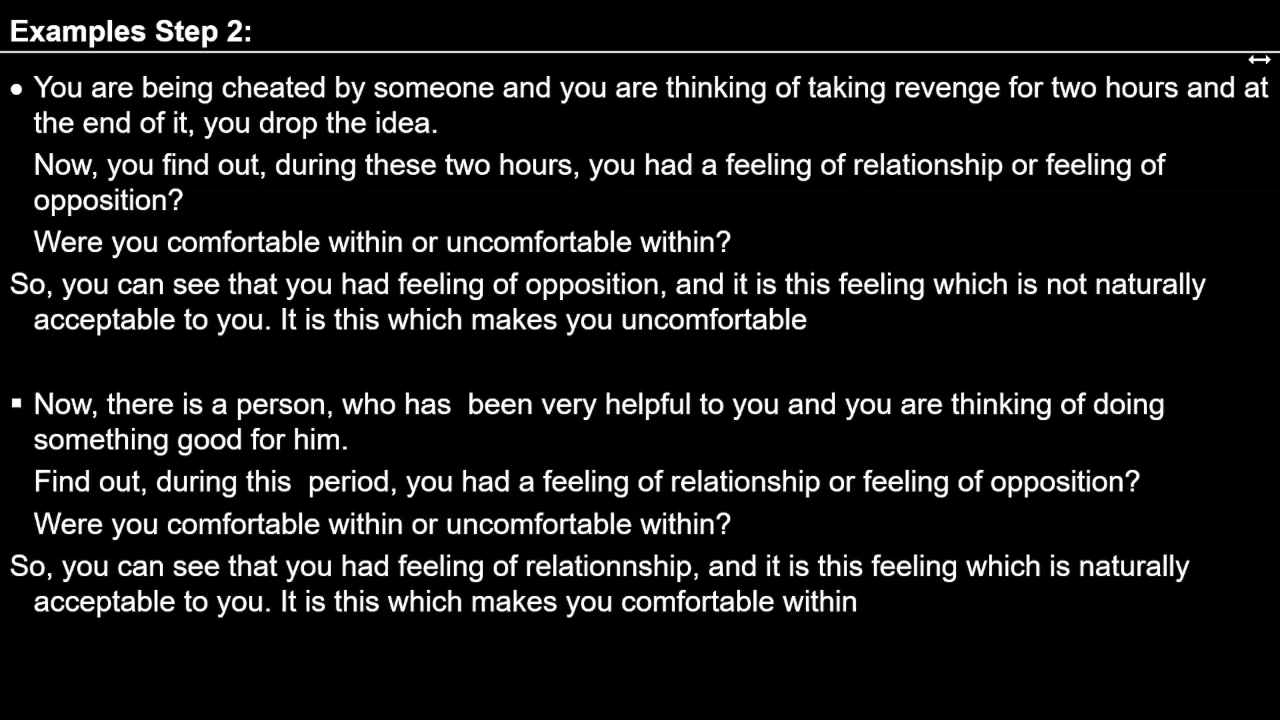 Examples Step 2:
• You are being cheated by someone and you are thinking of taking revenge for two hours and at
the end of it, you drop the idea.
Now, you find out, during these two hours, you had a feeling of relationship or feeling of
opposition?
Were you comfortable within or uncomfortable within?
So, you can see that you had feeling of opposition, and it is this feeling which is not naturally
acceptable to you. It is this which makes you uncomfortable
▪ Now, there is a person, who has  been very helpful to you and you are thinking of doing
something good for him.
Find out, during this  period, you had a feeling of relationship or feeling of opposition?
Were you comfortable within or uncomfortable within?
So, you can see that you had feeling of relationnship, and it is this feeling which is naturally
acceptable to you. It is this which makes you comfortable within